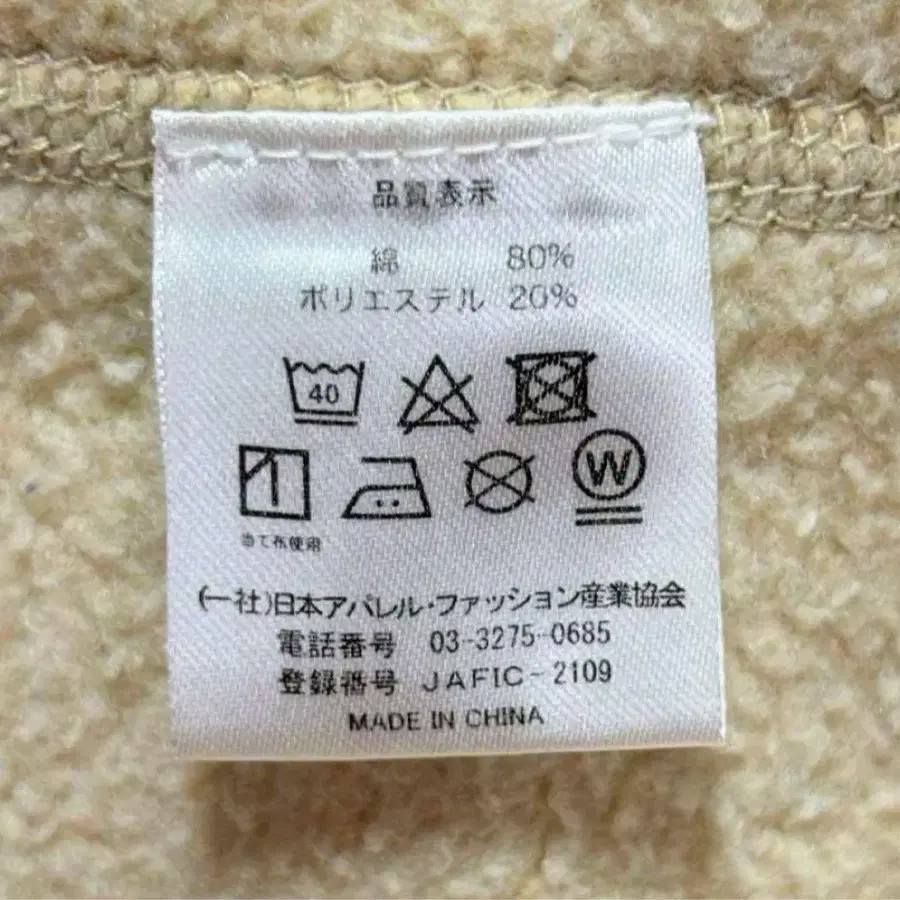 品質表示
綿 80%
ポリエステル 20%
40
W
当て布使用
(一社)日本アパレル・ファッション産業協会
電話番号 03-3275-0685
登録番号 JAFIC-2109
MADE IN CHINA